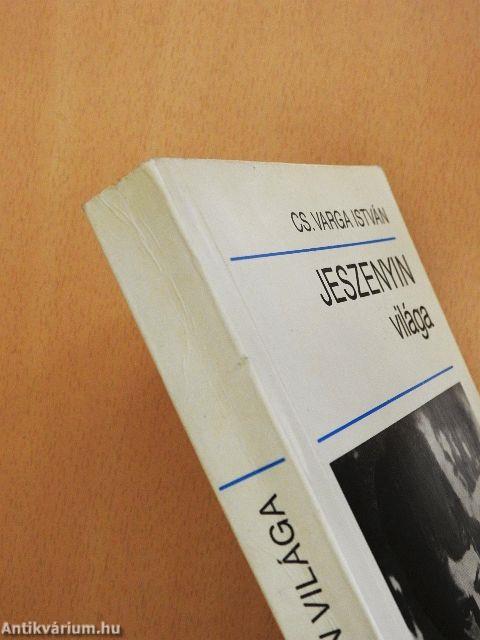 CS. VARGA ISTVÁN
JESZENYIN
világa
N VILÁGA
Antikvárium.hu